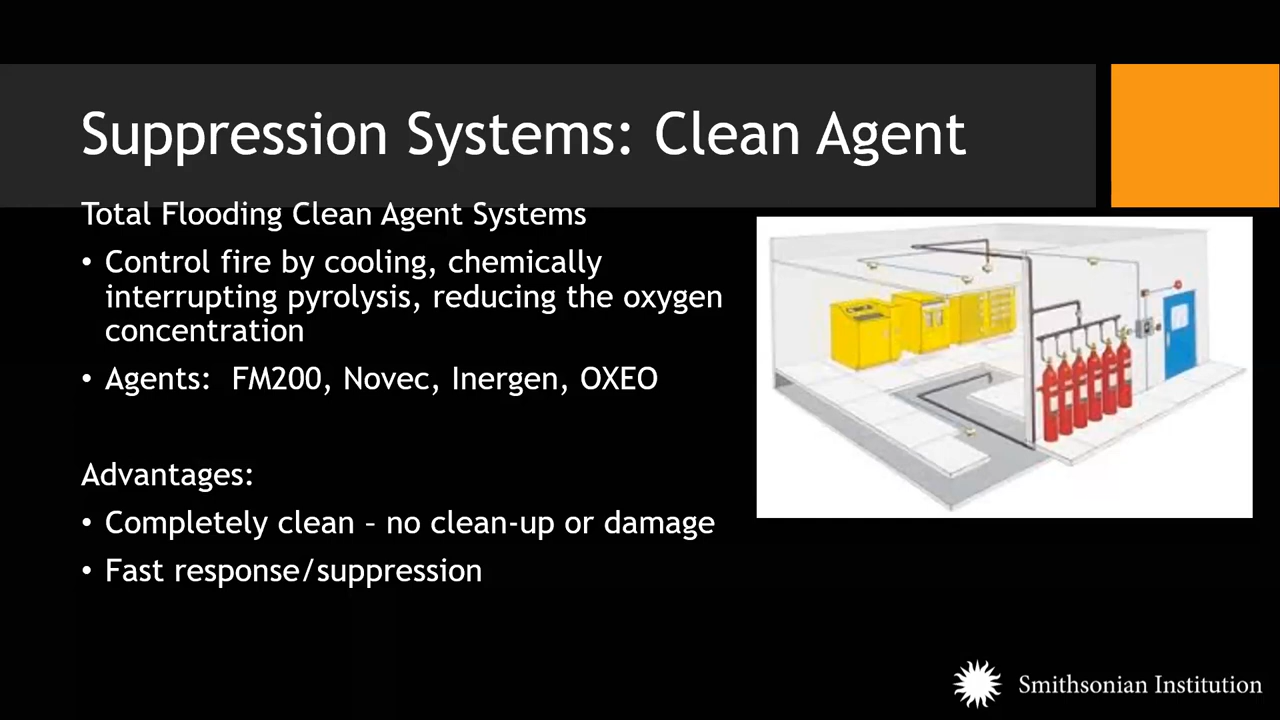 Suppression Systems: Clean Agent
Total Flooding Clean Agent Systems
• Control fire by cooling, chemically
interrupting pyrolysis, reducing the oxygen
concentration
• Agents:  FM200, Novec, Inergen, OXEO
Advantages:
• Completely clean – no clean-up or damage
• Fast response/suppression
Smithsonian Institution